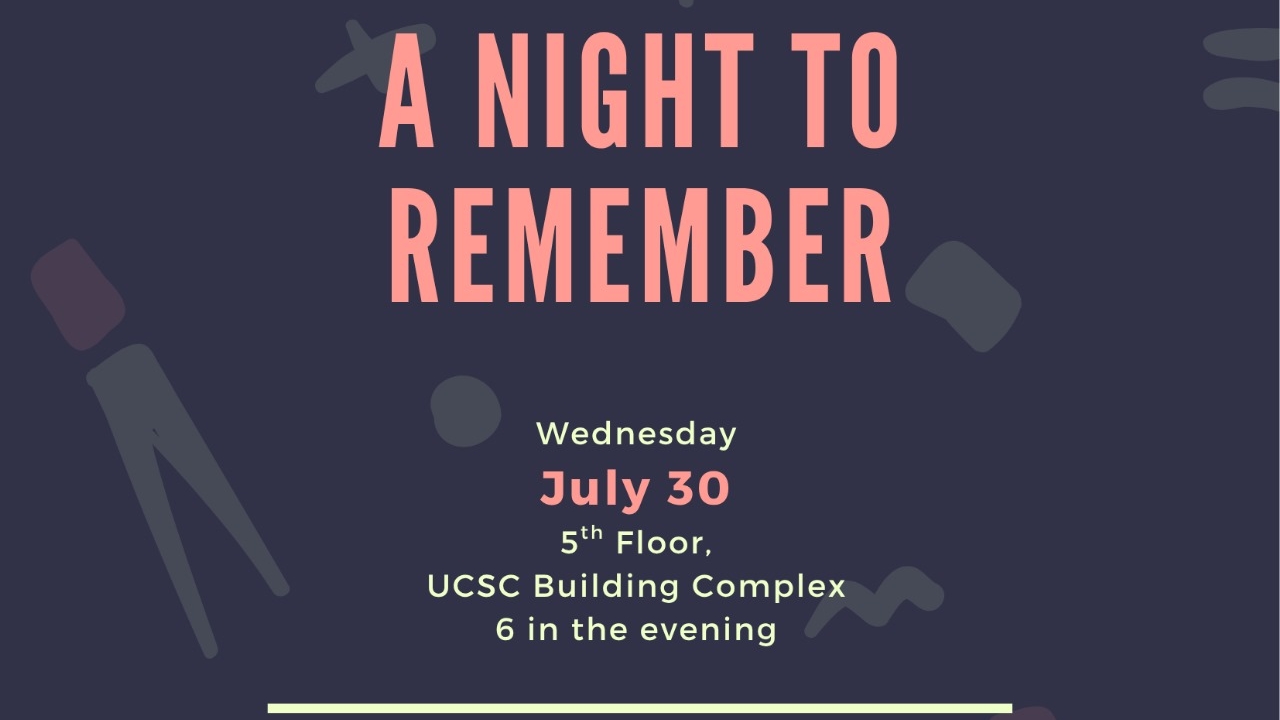 A NIGHT TO
REMEMBER
Wednesday
July 30
5th Floor,
UCSC Building Complex
6 in the evening